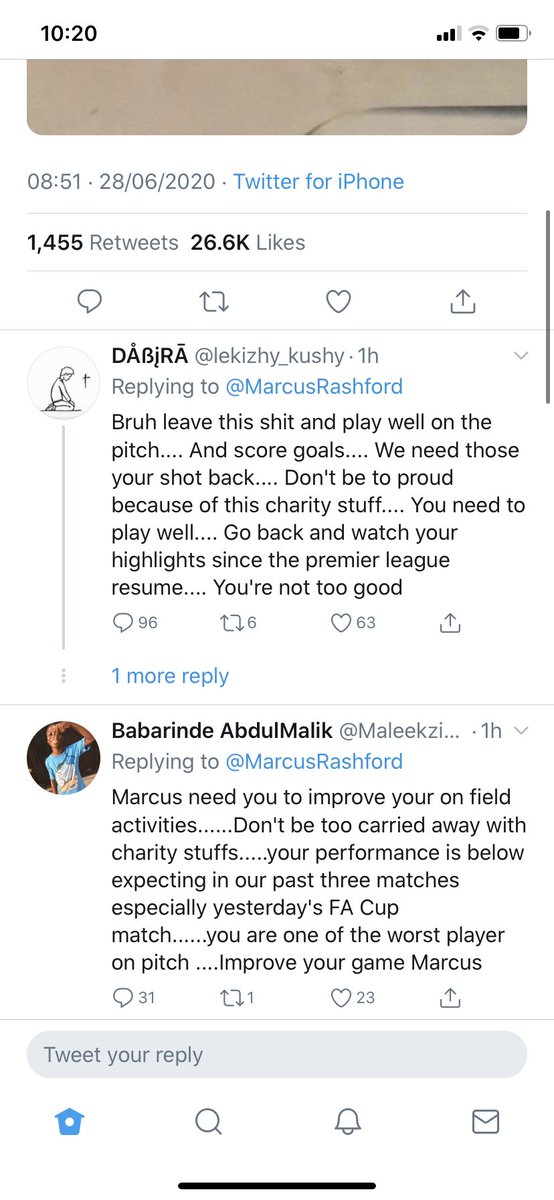 10:20
08:51 · 28/06/2020 · Twitter for iPhone
1,455 Retweets 26.6K Likes
DÅßįRĀ @lekizhy_kushy · 1h
Replying to @MarcusRashford
Bruh leave this shit and play well on the
pitch.... And score goals.... We need those
your shot back.... Don't be to proud
because of this charity stuff.... You need to
play well.... Go back and watch your
highlights since the premier league
resume.... You're not too good
96 6 63
1 more reply
Babarinde AbdulMalik @Maleekzi... · 1h
Replying to @MarcusRashford
Marcus need you to improve your on field
activities......Don't be too carried away with
charity stuffs.....your performance is below
expecting in our past three matches
especially yesterday's FA Cup
match......you are one of the worst player
on pitch ....Improve your game Marcus
31 1 23
Tweet your reply